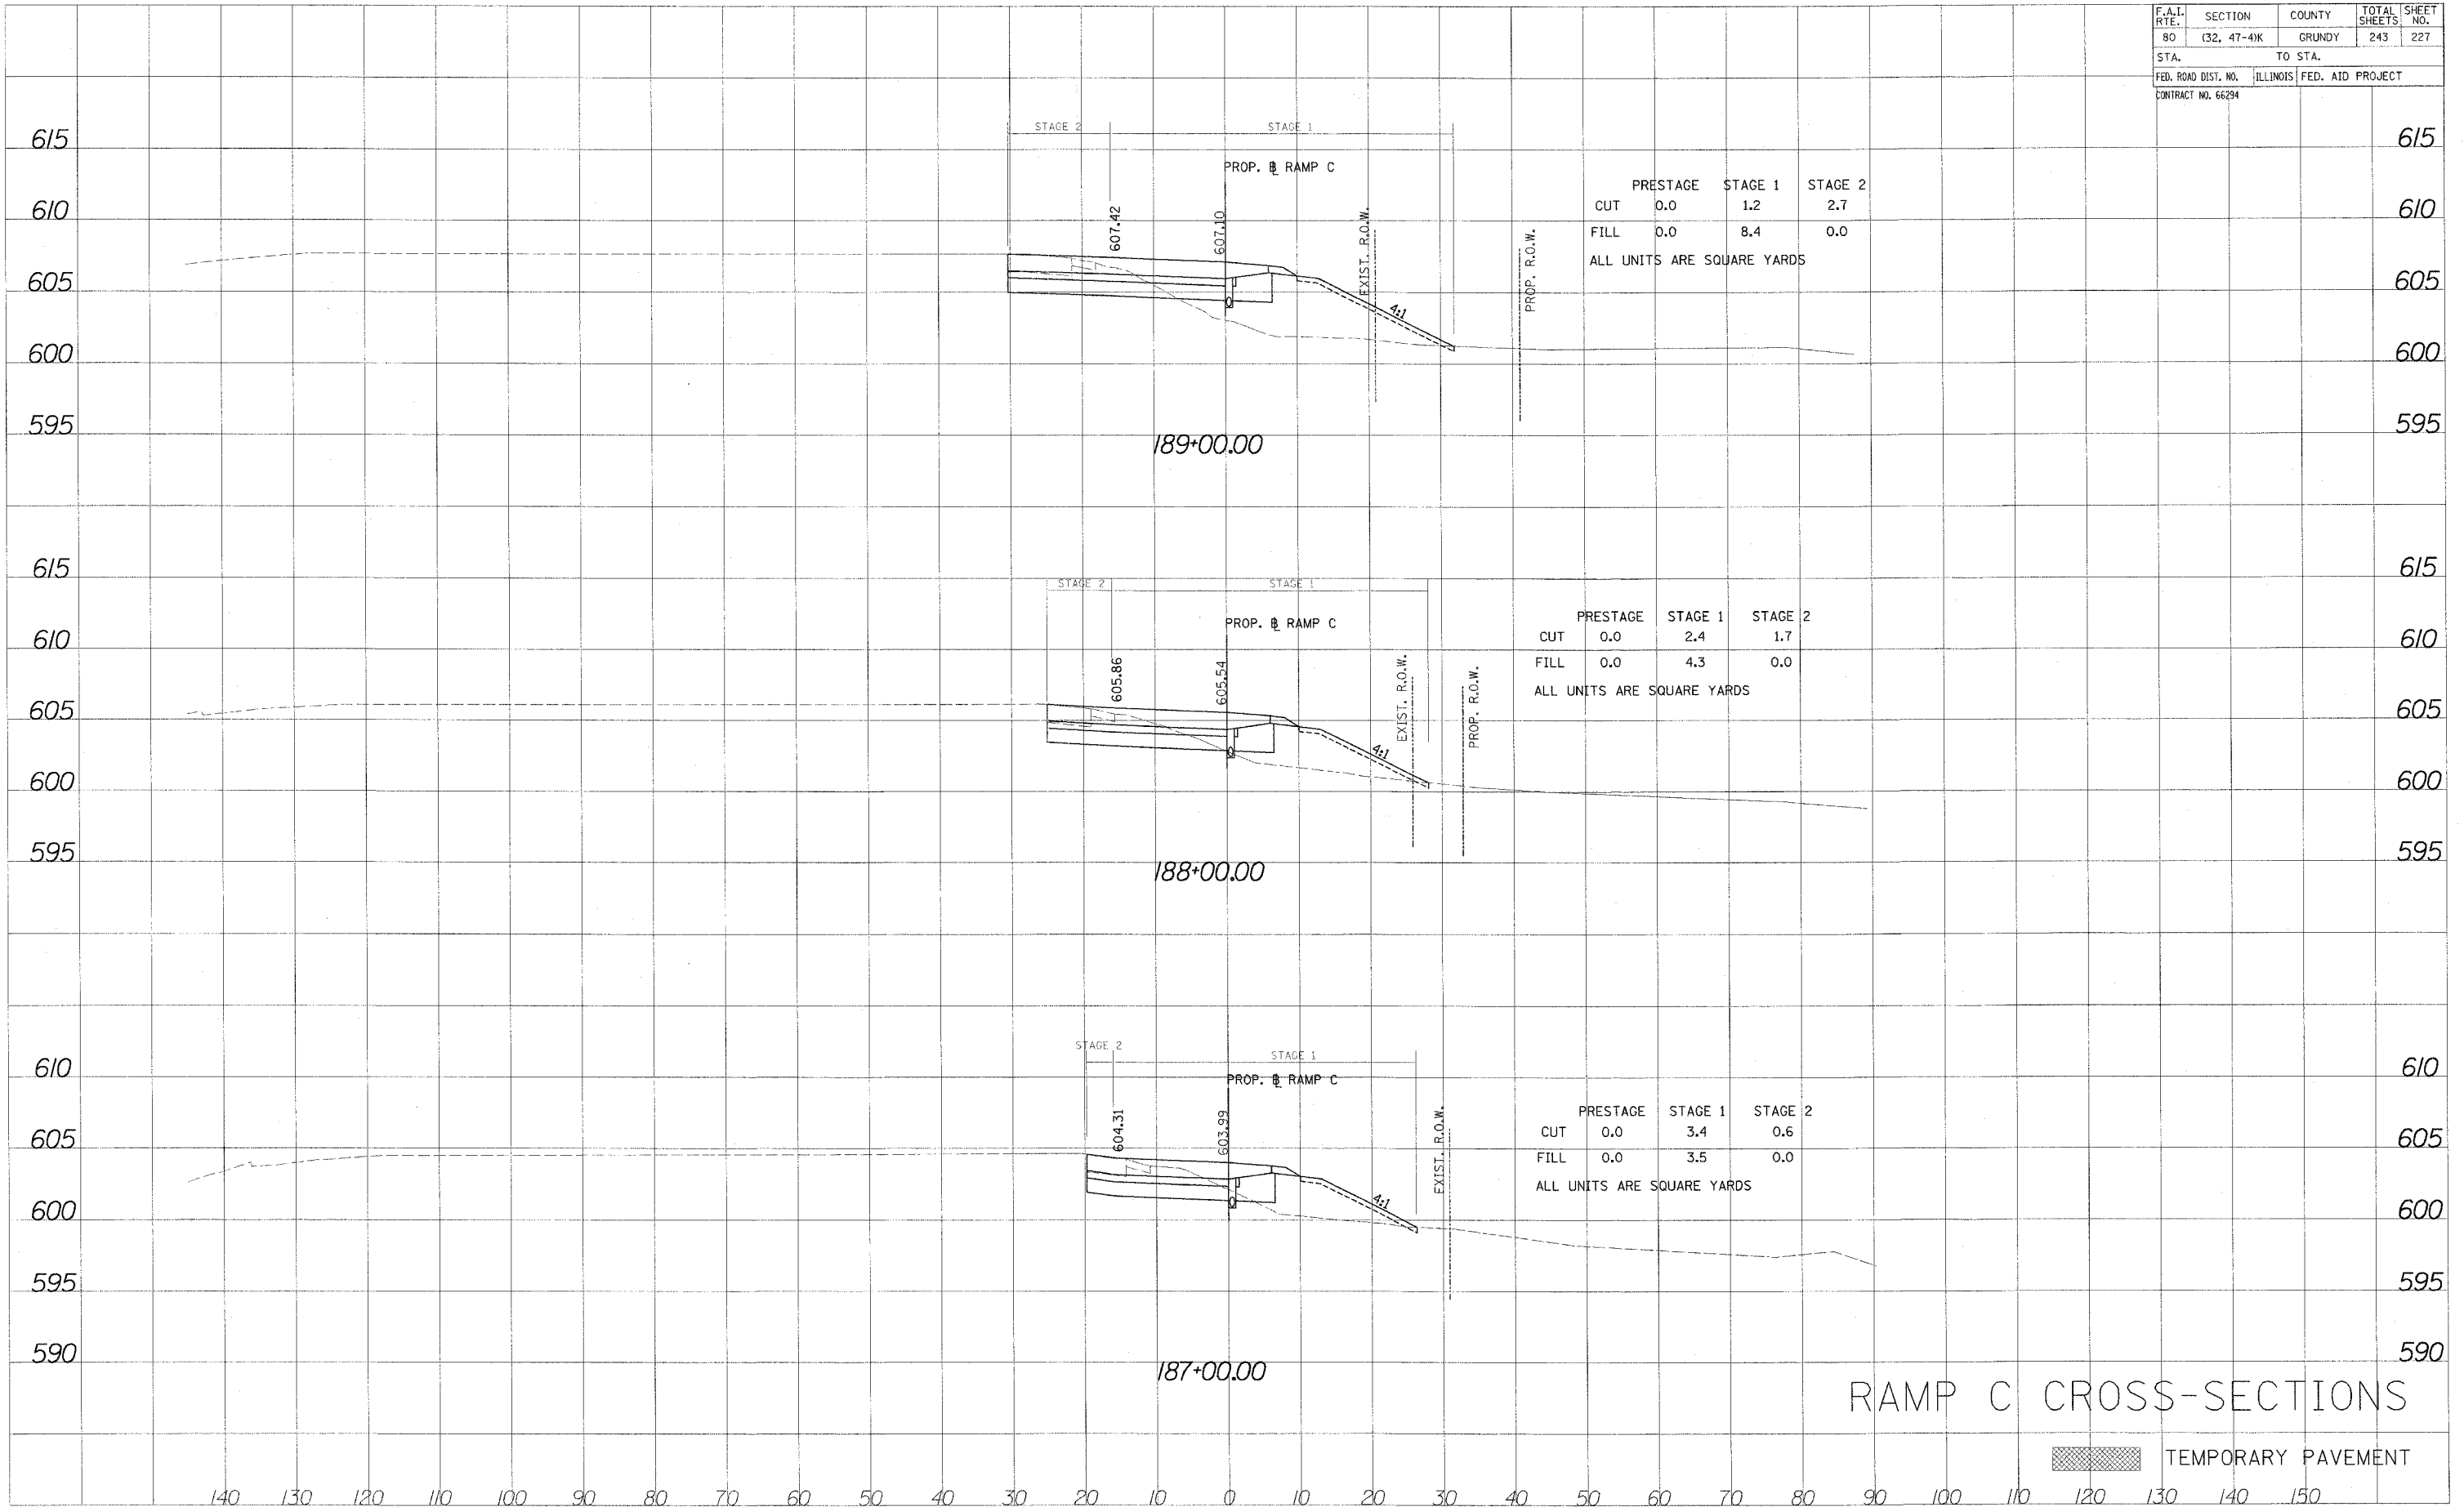 F.A.I. RTE. SECTION COUNTY TOTAL SHEETS SHEET NO.
80 (32, 47-4)K GRUNDY 243 227
STA. TO STA.
FED. ROAD DIST. NO. ILLINOIS FED. AID PROJECT
CONTRACT NO. 66294
STAGE 2 STAGE 1
615 615
PROP. ℄ RAMP C
PRESTAGE STAGE 1 STAGE 2
CUT 0.0 1.2 2.7
610 610
FILL 0.0 8.4 0.0
ALL UNITS ARE SQUARE YARDS
607.42
607.10
EXIST. R.O.W.
PROP. R.O.W.
605 605
4:1
600 600
595 595
189+00.00
615 615
STAGE 2 STAGE 1
PROP. ℄ RAMP C
PRESTAGE STAGE 1 STAGE 2
CUT 0.0 2.4 1.7
610 610
FILL 0.0 4.3 0.0
ALL UNITS ARE SQUARE YARDS
605.86
605.54
EXIST. R.O.W.
PROP. R.O.W.
605 605
4:1
600 600
595 595
188+00.00
STAGE 2 STAGE 1
610 610
PROP. ℄ RAMP C
PRESTAGE STAGE 1 STAGE 2
CUT 0.0 3.4 0.6
605 605
FILL 0.0 3.5 0.0
ALL UNITS ARE SQUARE YARDS
604.31
603.99
EXIST. R.O.W.
4:1
600 600
595 595
590 590
187+00.00
RAMP C CROSS-SECTIONS
TEMPORARY PAVEMENT
140 130 120 110 100 90 80 70 60 50 40 30 20 10 0 10 20 30 40 50 60 70 80 90 100 110 120 130 140 150